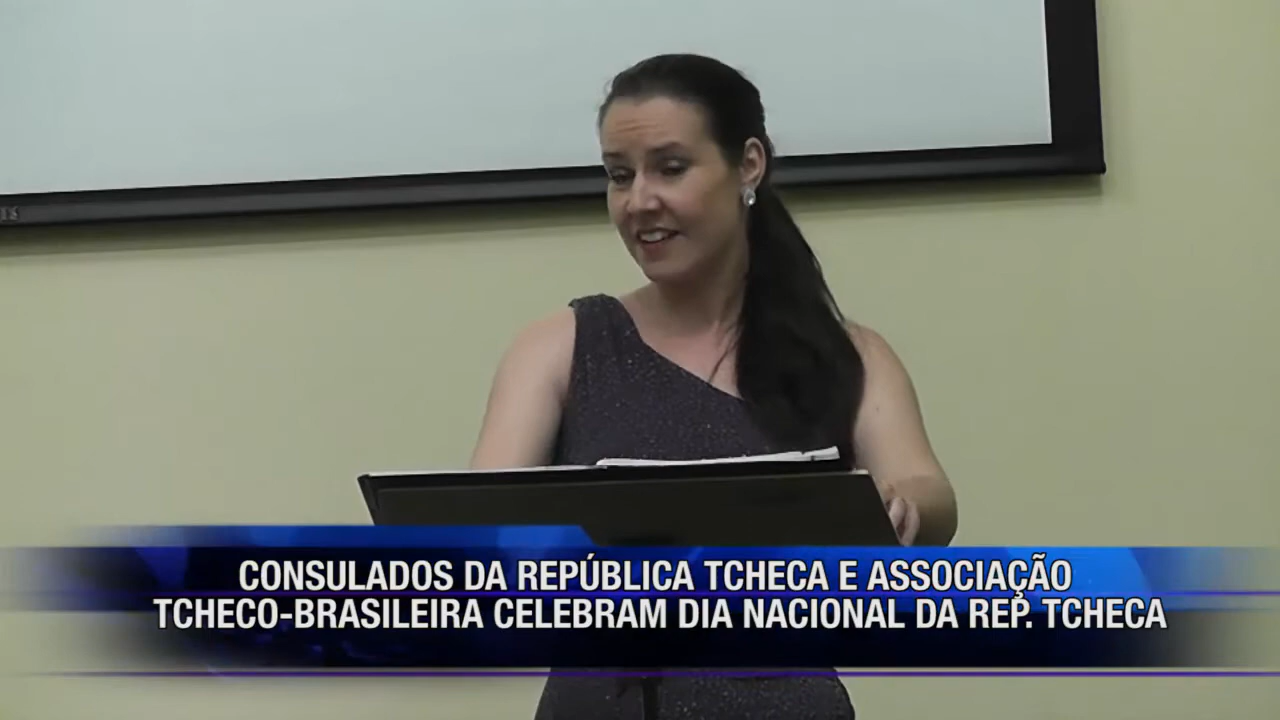 CONSULADOS DA REPÚBLICA TCHECA E ASSOCIAÇÃO
TCHECO-BRASILEIRA CELEBRAM DIA NACIONAL DA REP. TCHECA